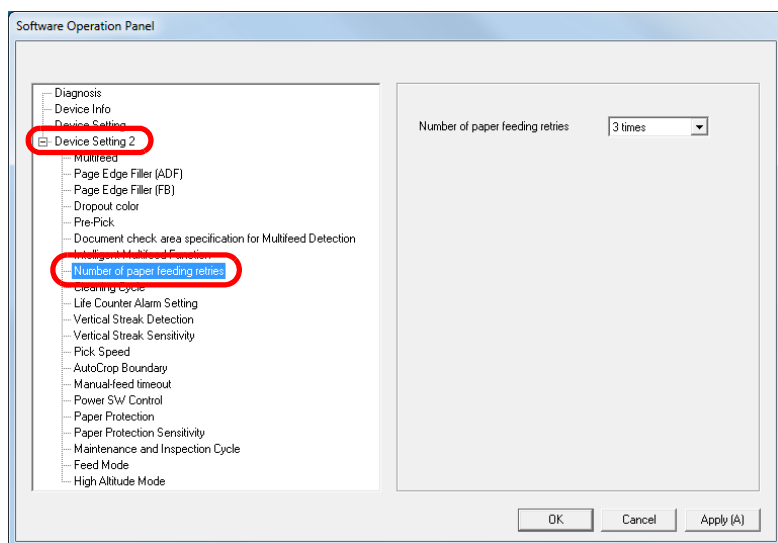 Software Operation Panel
Diagnosis
Device Info
Device Setting
Device Setting 2
Multifeed
Page Edge Filler (ADF)
Page Edge Filler (FB)
Dropout color
Pre-Pick
Document check area specification for Multifeed Detection
Intelligent Multifeed Function
Number of paper feeding retries
Cleaning Cycle
Life Counter Alarm Setting
Vertical Streak Detection
Vertical Streak Sensitivity
Pick Speed
AutoCrop Boundary
Manual-feed timeout
Power SW Control
Paper Protection
Paper Protection Sensitivity
Maintenance and Inspection Cycle
Feed Mode
High Altitude Mode
Number of paper feeding retries 3 times
OK Cancel Apply (A)